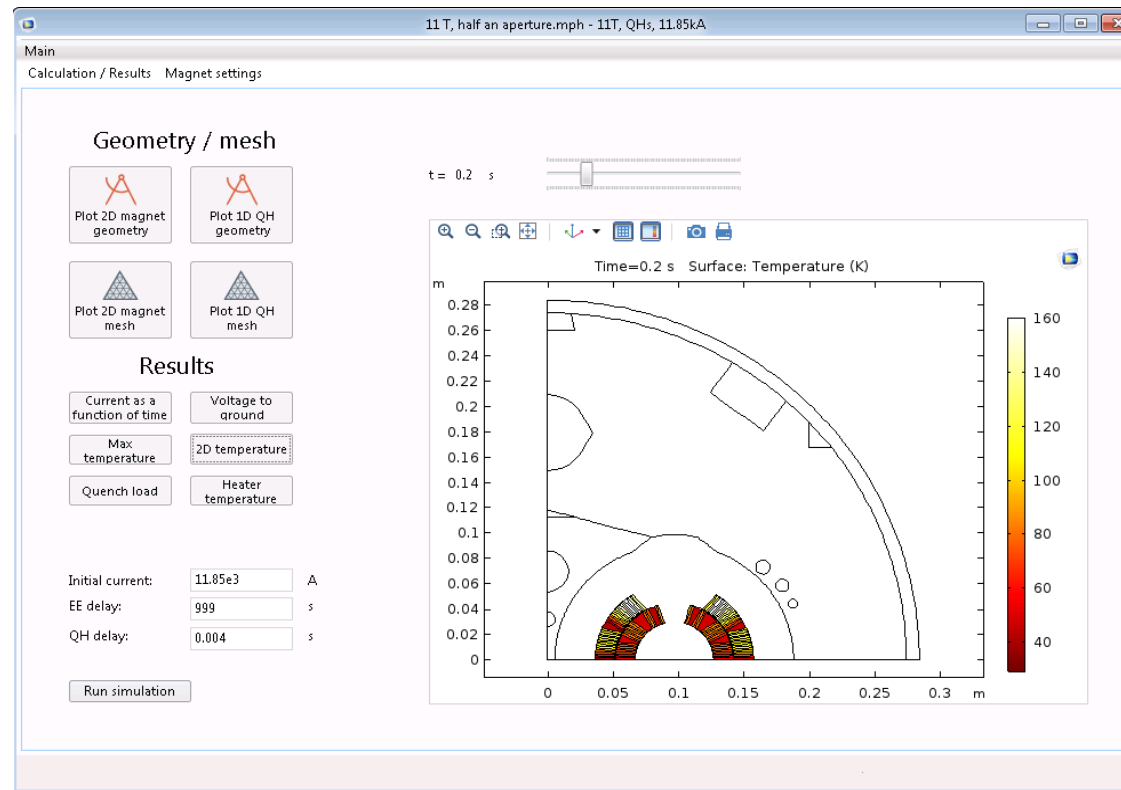 11 T, half an aperture.mph - 11T, QHs, 11.85kA
Main
Calculation / Results Magnet settings
Geometry / mesh
Plot 2D magnet
geometry
Plot 1D QH
geometry
Plot 2D magnet
mesh
Plot 1D QH
mesh
Results
Current as a
function of time
Voltage to
ground
Max
temperature
2D temperature
Quench load
Heater
temperature
Initial current: 11.85e3 A
EE delay: 999 s
QH delay: 0.004 s
Run simulation
t = 0.2 s
Time=0.2 s Surface: Temperature (K)
m
0.28
0.26
0.24
0.22
0.2
0.18
0.16
0.14
0.12
0.1
0.08
0.06
0.04
0.02
0
0 0.05 0.1 0.15 0.2 0.25 0.3 m
160
140
120
100
80
60
40